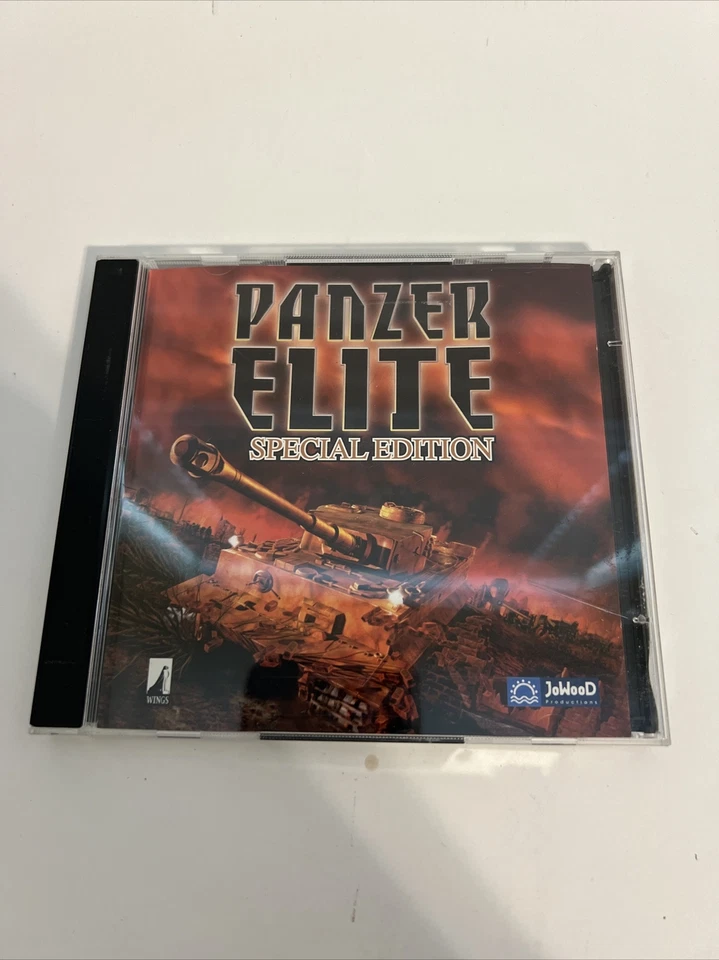 PANZER
ELITE
SPECIAL EDITION
WINGS
JoWooD
Productions